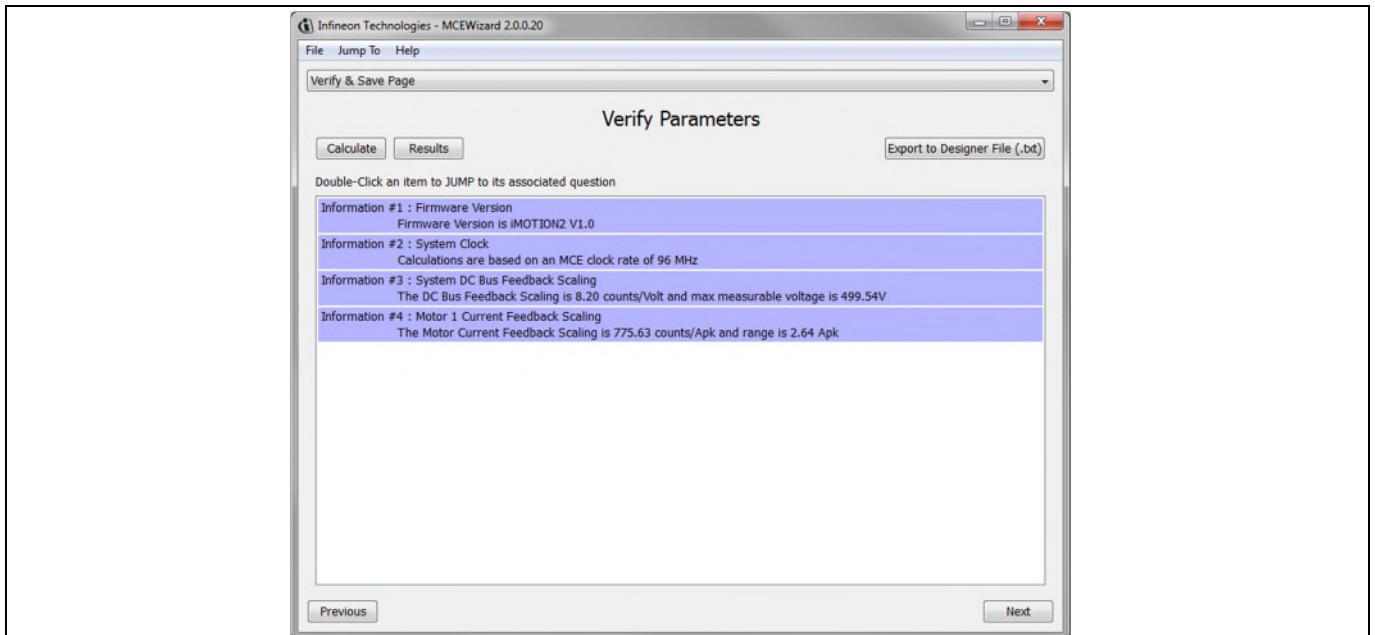 Infineon Technologies - MCEWizard 2.0.0.20
File Jump To Help
Verify & Save Page
Verify Parameters
Calculate Results Export to Designer File (.txt)
Double-Click an item to JUMP to its associated question
Information #1 : Firmware Version
Firmware Version is iMOTION2 V1.0
Information #2 : System Clock
Calculations are based on an MCE clock rate of 96 MHz
Information #3 : System DC Bus Feedback Scaling
The DC Bus Feedback Scaling is 8.20 counts/Volt and max measurable voltage is 499.54V
Information #4 : Motor 1 Current Feedback Scaling
The Motor Current Feedback Scaling is 775.63 counts/Apk and range is 2.64 Apk
Previous Next